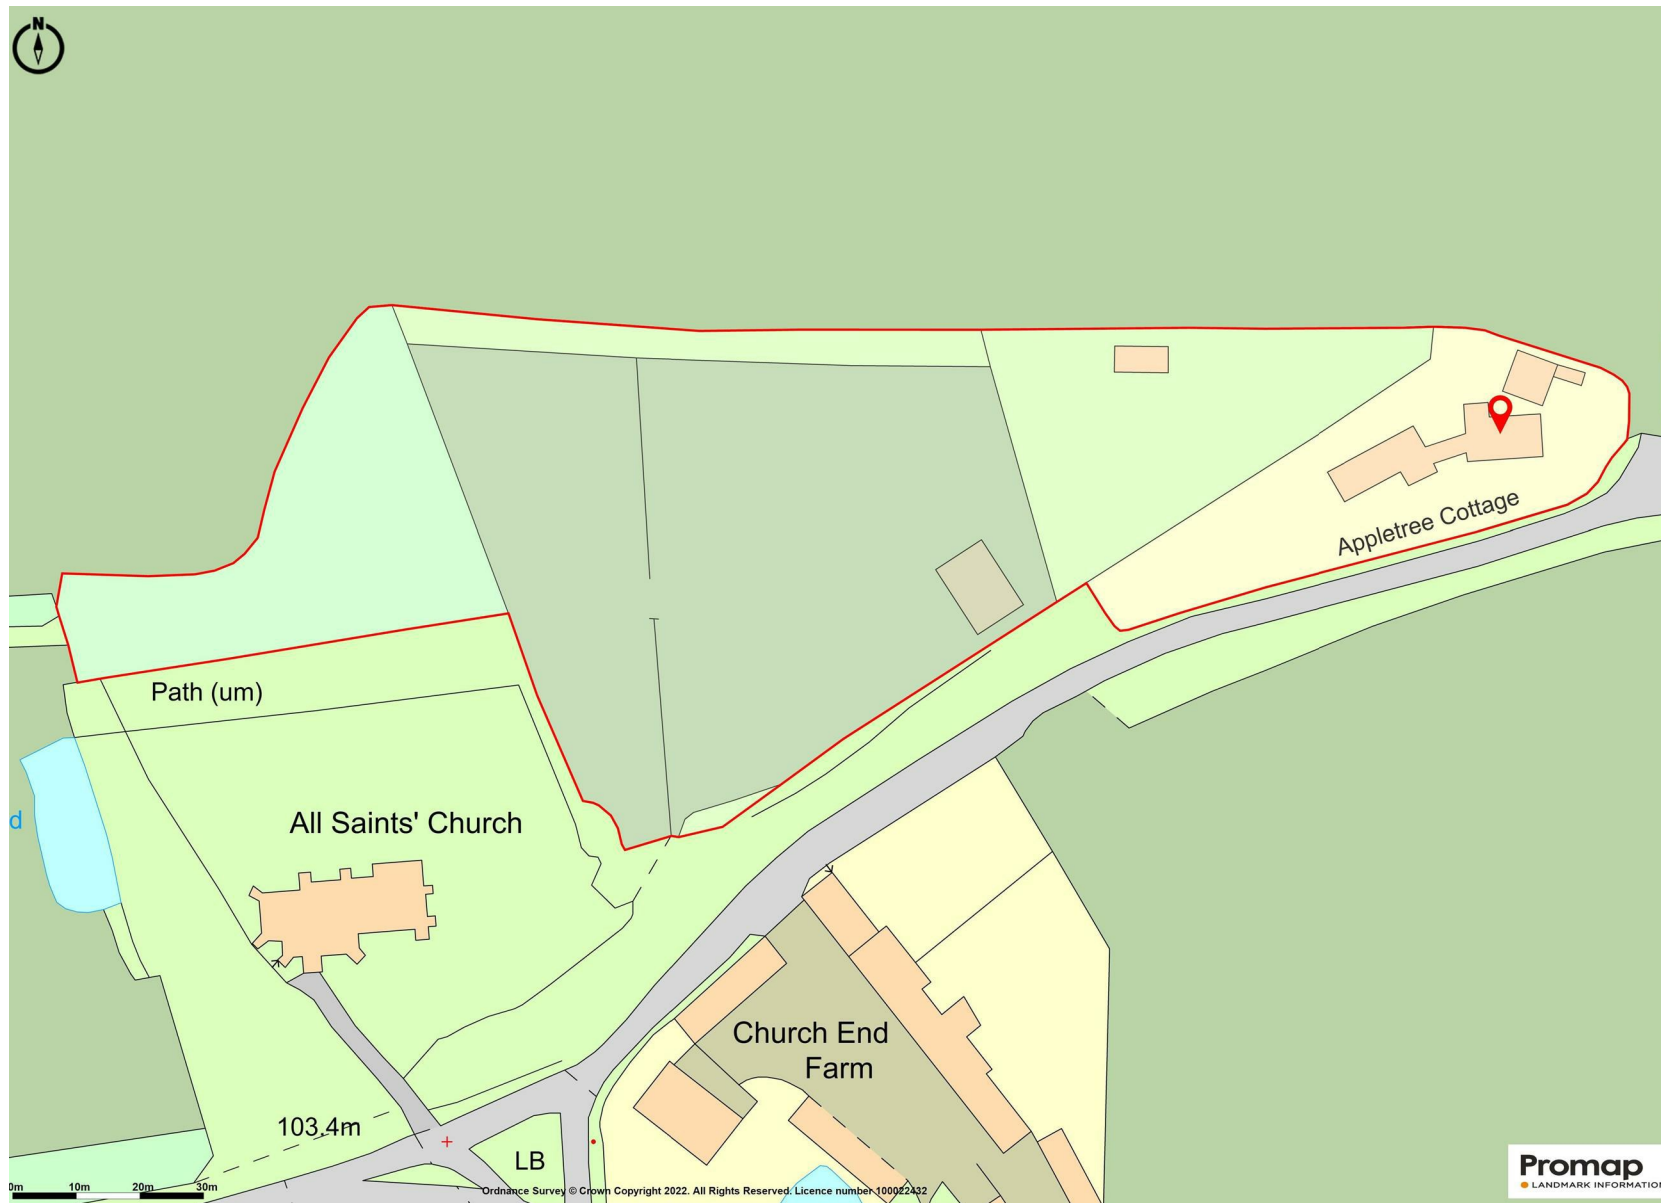 N
Appletree Cottage
Path (um)
d
All Saints' Church
Church End
Farm
103.4m
LB
0m 10m 20m 30m
Ordnance Survey © Crown Copyright 2022. All Rights Reserved. Licence number 100022432
Promap
LANDMARK INFORMATION